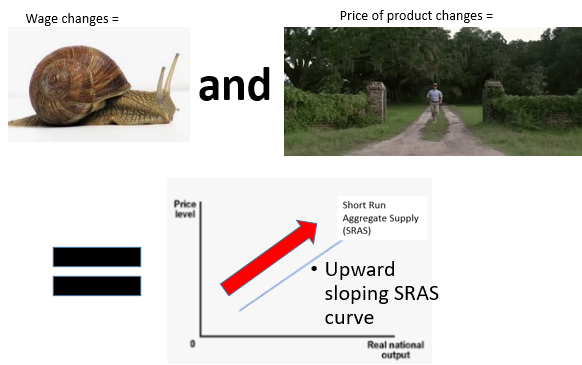 Wage changes =
Price of product changes =
and
Price
level
Short Run
Aggregate Supply
(SRAS)
• Upward
sloping SRAS
curve
0
Real national
output